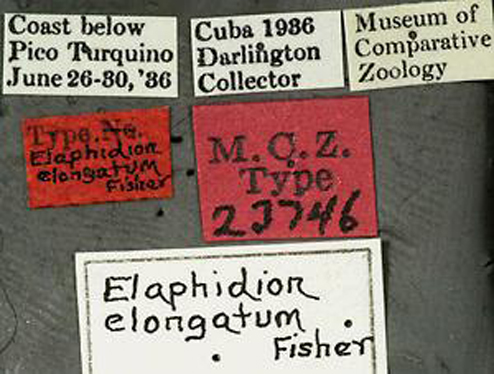 Coast below
Pico Turquino
June 26-30,'36
Cuba 1936
Darlington
Collector
Museum of
Comparative
Zoology
Type No.
Elaphidion
elongatum
Fisher
M.C.Z.
Type
23746
Elaphidion
elongatum
Fisher